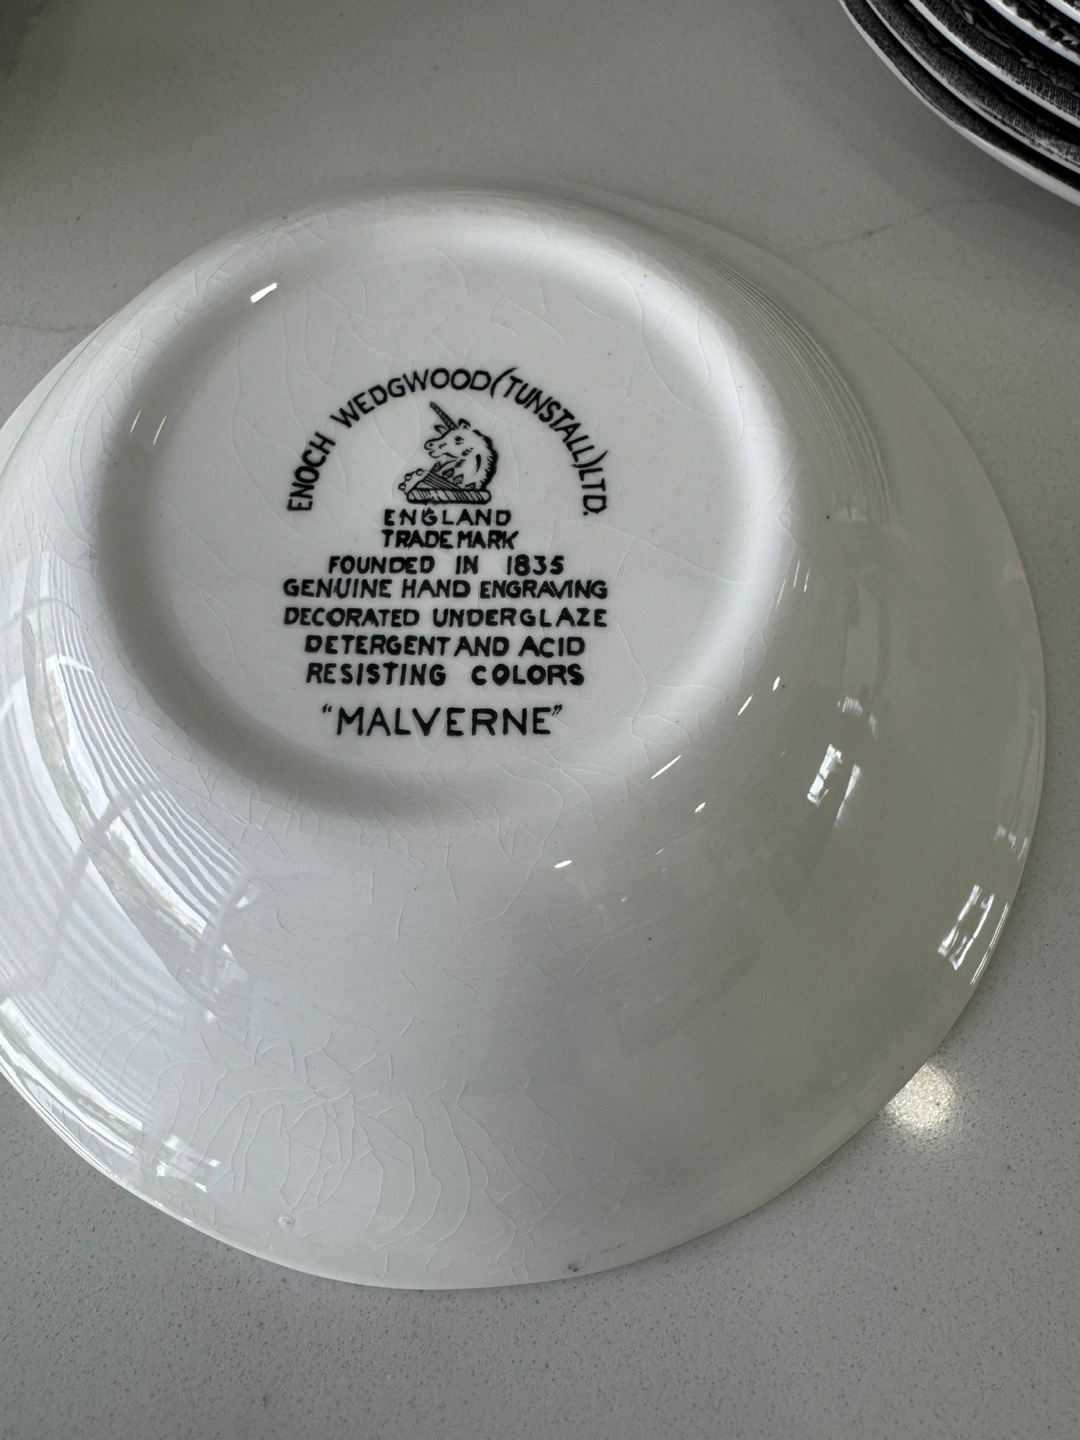 ENOCH WEDGWOOD (TUNSTALL) LTD.
ENGLAND
TRADE MARK
FOUNDED IN 1835
GENUINE HAND ENGRAVING
DECORATED UNDERGLAZE
DETERGENT AND ACID
RESISTING COLORS
"MALVERNE"